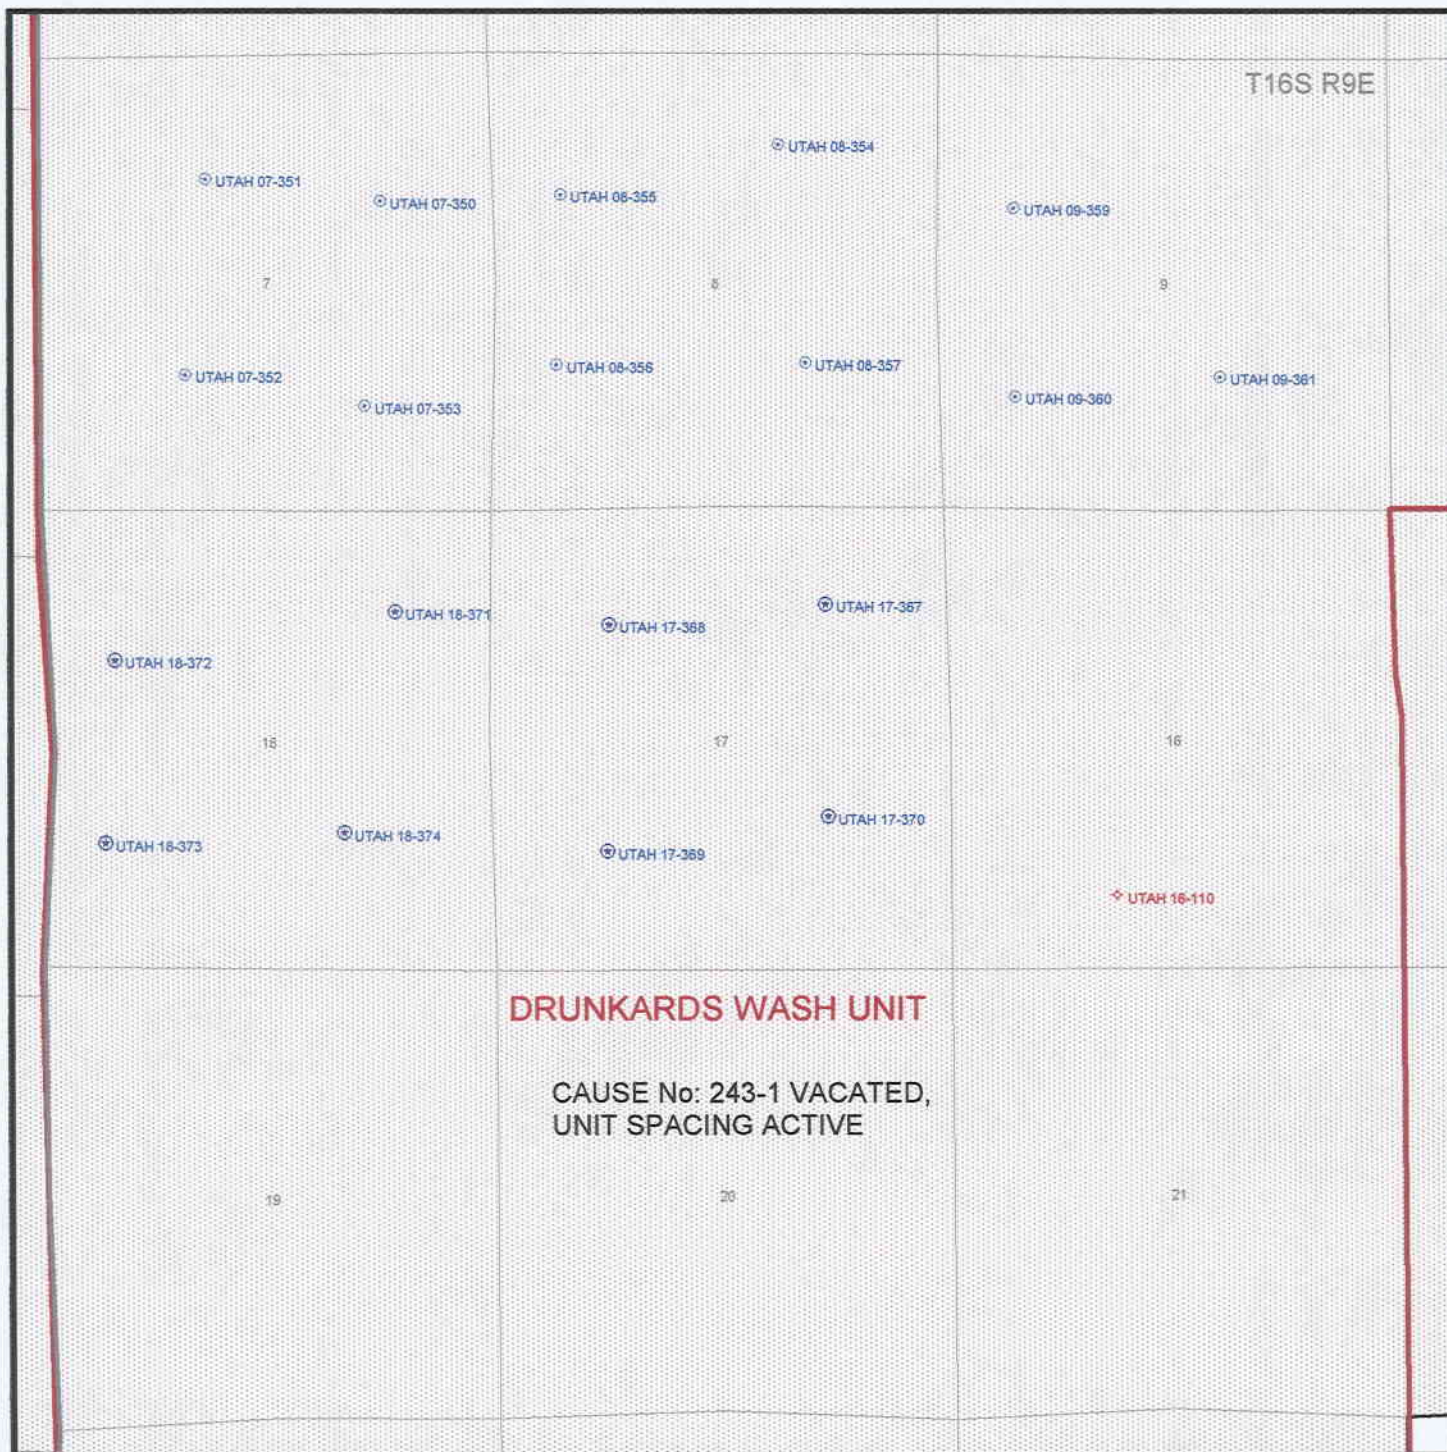 T16S R9E
UTAH 08-354
UTAH 07-351
UTAH 07-350
UTAH 08-355
UTAH 09-359
7
8
9
UTAH 07-352
UTAH 07-353
UTAH 08-356
UTAH 08-357
UTAH 09-360
UTAH 09-361
UTAH 18-371
UTAH 17-368
UTAH 17-367
UTAH 18-372
18
17
16
UTAH 18-373
UTAH 18-374
UTAH 17-369
UTAH 17-370
UTAH 16-110
DRUNKARDS WASH UNIT
CAUSE No: 243-1 VACATED,
UNIT SPACING ACTIVE
19
20
21